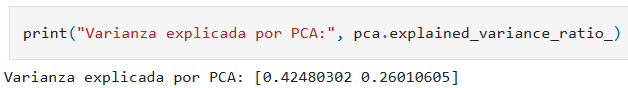 print("Varianza explicada por PCA:", pca.explained_variance_ratio_)
Varianza explicada por PCA: [0.42480302 0.26010605]